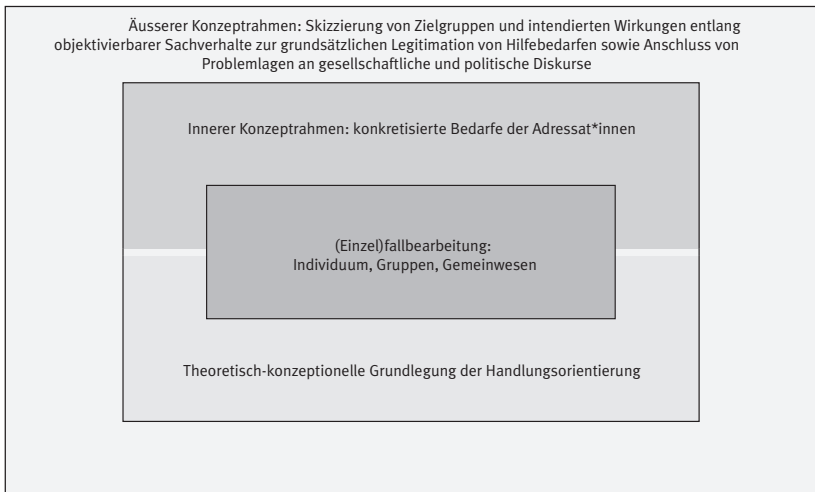 Äusserer Konzeptrahmen: Skizzierung von Zielgruppen und intendierten Wirkungen entlang
objektivierbarer Sachverhalte zur grundsätzlichen Legitimation von Hilfebedarfen sowie Anschluss von
Problemlagen an gesellschaftliche und politische Diskurse
Innerer Konzeptrahmen: konkretisierte Bedarfe der Adressat*innen
(Einzel)fallbearbeitung:
Individuum, Gruppen, Gemeinwesen
Theoretisch-konzeptionelle Grundlegung der Handlungsorientierung